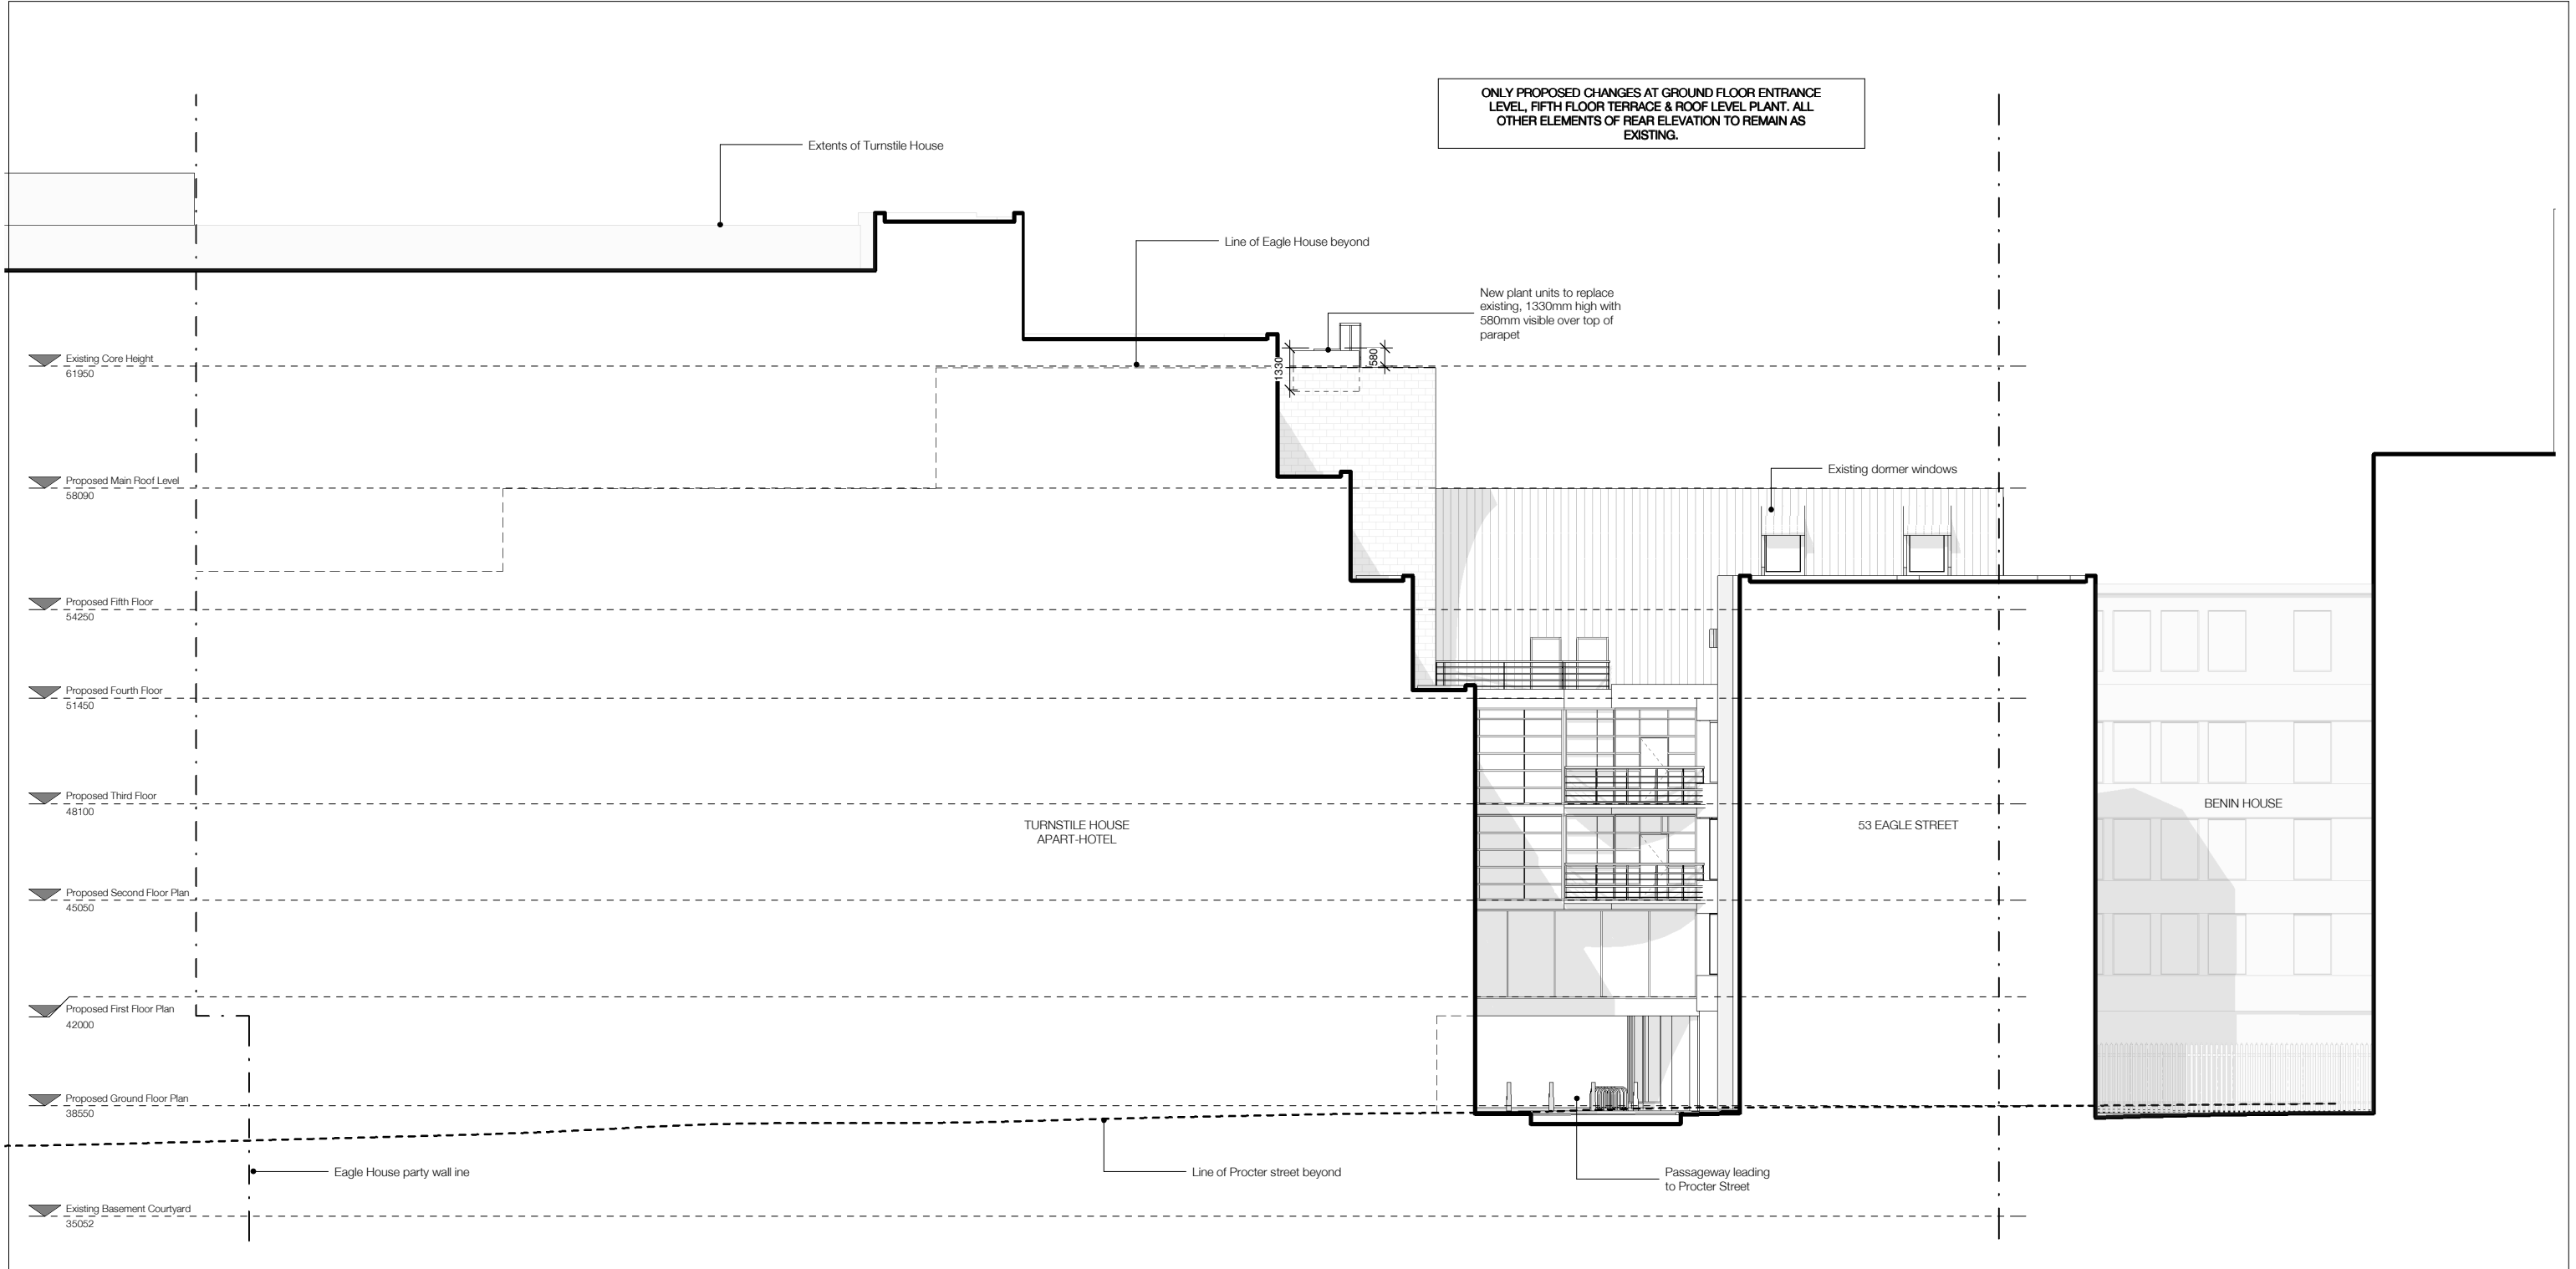 ONLY PROPOSED CHANGES AT GROUND FLOOR ENTRANCE
LEVEL, FIFTH FLOOR TERRACE & ROOF LEVEL PLANT. ALL
OTHER ELEMENTS OF REAR ELEVATION TO REMAIN AS
EXISTING.
Extents of Turnstile House
Line of Eagle House beyond
New plant units to replace
existing, 1330mm high with
580mm visible over top of
parapet
1330
580
Existing Core Height
61950
Existing dormer windows
Proposed Main Roof Level
58090
Proposed Fifth Floor
54250
Proposed Fourth Floor
51450
Proposed Third Floor
48100
TURNSTILE HOUSE
APART-HOTEL
53 EAGLE STREET
BENIN HOUSE
Proposed Second Floor Plan
45050
Proposed First Floor Plan
42000
Proposed Ground Floor Plan
38550
Eagle House party wall ine
Line of Procter street beyond
Passageway leading
to Procter Street
Existing Basement Courtyard
35052